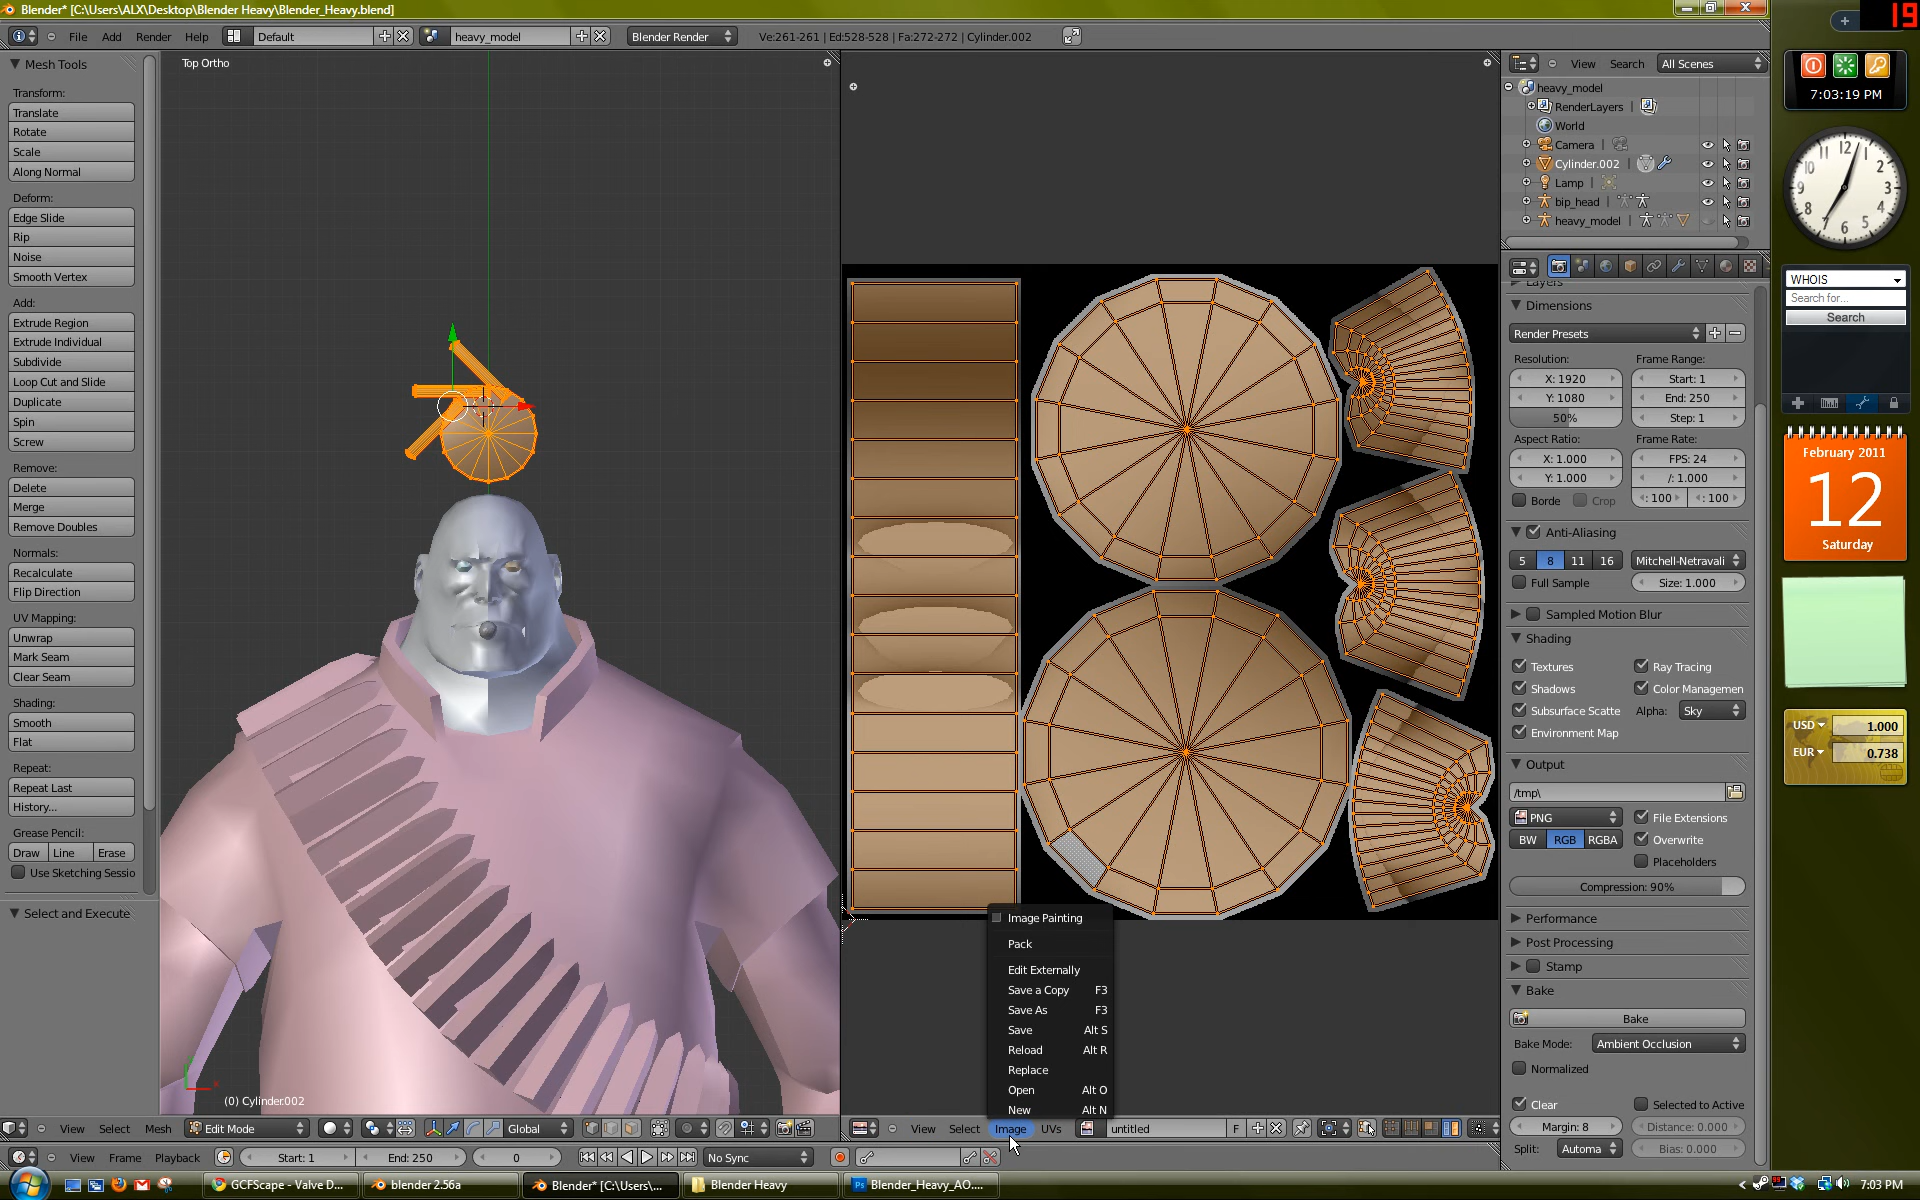 Blender* [C:\Users\ALX\Desktop\Blender Heavy\Blender_Heavy.blend]
File Add Render Help Default heavy_model Blender Render Ve:261-261 | Ed:528-528 | Fa:272-272 | Cylinder.002
Mesh Tools
Transform:
Translate
Rotate
Scale
Along Normal
Deform:
Edge Slide
Rip
Noise
Smooth Vertex
Add:
Extrude Region
Extrude Individual
Subdivide
Loop Cut and Slide
Duplicate
Spin
Screw
Remove:
Delete
Merge
Remove Doubles
Normals:
Recalculate
Flip Direction
UV Mapping:
Unwrap
Mark Seam
Clear Seam
Shading:
Smooth
Flat
Repeat:
Repeat Last
History...
Grease Pencil:
Draw Line Erase
Use Sketching Sessio
Select and Execute
Top Ortho
(0) Cylinder.002
View Select Mesh Edit Mode Global
Image Painting
Pack
Edit Externally
Save a Copy F3
Save As F3
Save Alt S
Reload Alt R
Replace
Open Alt O
New Alt N
View Select Image UVs untitled F
View Frame Playback Start: 1 End: 250 0 No Sync
View Search All Scenes
heavy_model
RenderLayers
World
Camera
Cylinder.002
Lamp
bip_head
heavy_model
Layers
Dimensions
Render Presets
Resolution: Frame Range:
X: 1920 Start: 1
Y: 1080 End: 250
50% Step: 1
Aspect Ratio: Frame Rate:
X: 1.000 FPS: 24
Y: 1.000 /: 1.000
Borde Crop : 100 : 100
Anti-Aliasing
5 8 11 16 Mitchell-Netravali
Full Sample Size: 1.000
Sampled Motion Blur
Shading
Textures Ray Tracing
Shadows Color Managemen
Subsurface Scatte Alpha: Sky
Environment Map
Output
/tmp\
PNG File Extensions
BW RGB RGBA Overwrite
Placeholders
Compression: 90%
Performance
Post Processing
Stamp
Bake
Bake
Bake Mode: Ambient Occlusion
Normalized
Clear Selected to Active
Margin: 8 Distance: 0.000
Split: Automa Bias: 0.000
19
7:03:19 PM
12 1 2 3 4 5 6 7 8 9 10 11
WHOIS
Search for...
Search
February 2011
12
Saturday
USD 1.000
EUR 0.738
GCFScape - Valve D... blender 2.56a Blender* [C:\Users\... Blender Heavy Ps Blender_Heavy_AO.... 7:03 PM